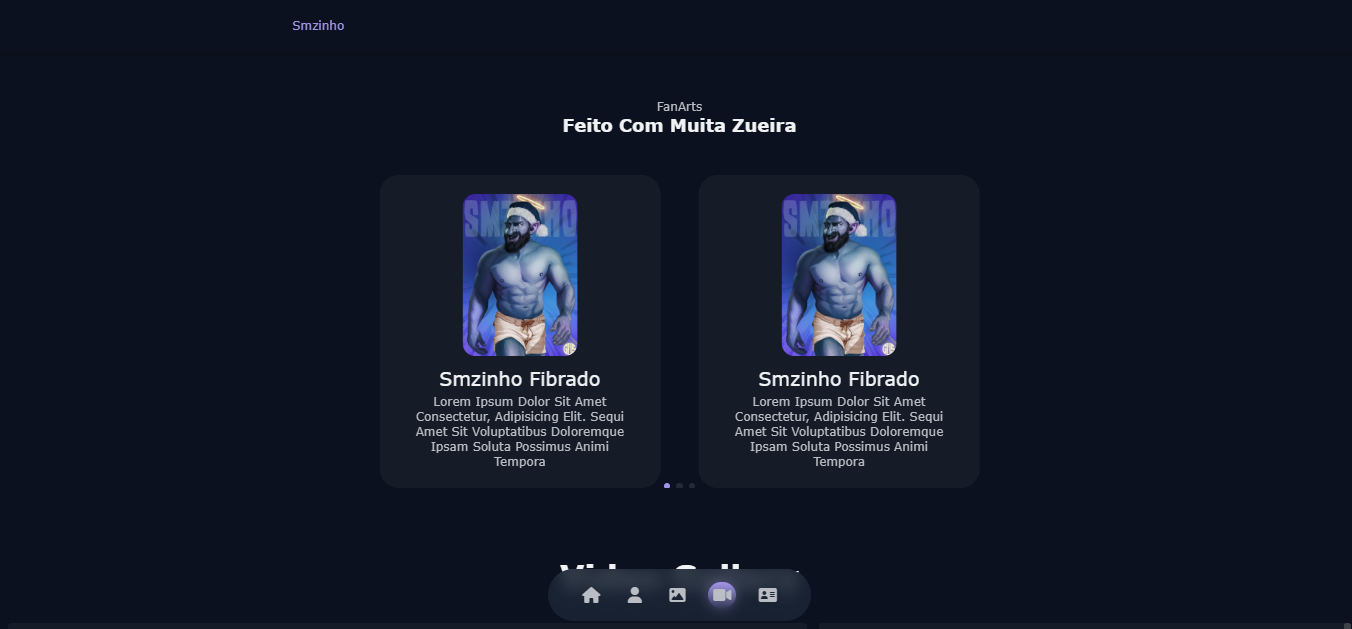 Smzinho
FanArts
Feito Com Muita Zueira
SMZINHO
SMZINHO
Smzinho Fibrado
Lorem Ipsum Dolor Sit Amet
Consectetur, Adipisicing Elit. Sequi
Amet Sit Voluptatibus Doloremque
Ipsam Soluta Possimus Animi
Tempora
Smzinho Fibrado
Lorem Ipsum Dolor Sit Amet
Consectetur, Adipisicing Elit. Sequi
Amet Sit Voluptatibus Doloremque
Ipsam Soluta Possimus Animi
Tempora